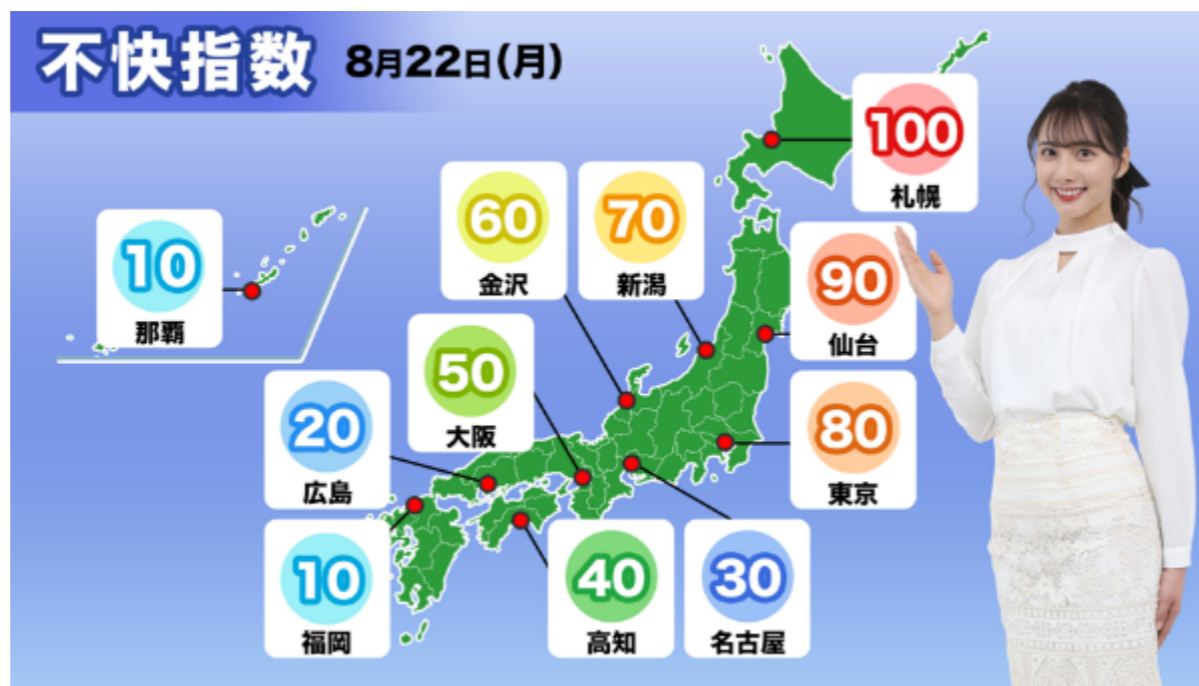 不快指数 8月22日(月)
100
札幌
60
金沢
70
新潟
10
那覇
90
仙台
50
大阪
20
広島
80
東京
10
福岡
40
高知
30
名古屋